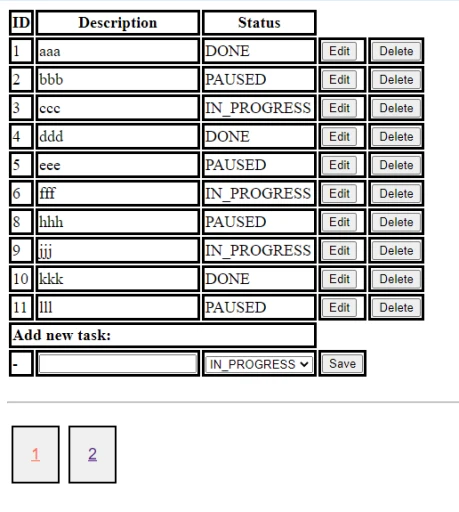 ID Description Status
1 aaa DONE Edit Delete
2 bbb PAUSED Edit Delete
3 ccc IN_PROGRESS Edit Delete
4 ddd DONE Edit Delete
5 eee PAUSED Edit Delete
6 fff IN_PROGRESS Edit Delete
8 hhh PAUSED Edit Delete
9 jjj IN_PROGRESS Edit Delete
10 kkk DONE Edit Delete
11 lll PAUSED Edit Delete
Add new task:
- IN_PROGRESS Save
1 2